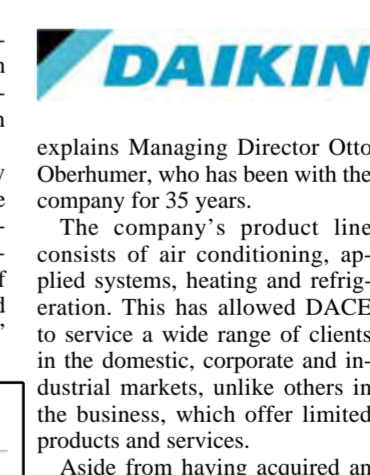 DAIKIN
explains Managing Director Otto
Oberhumer, who has been with the
company for 35 years.
The company's product line
consists of air conditioning, ap-
plied systems, heating and refrig-
eration. This has allowed DACE
to service a wide range of clients
in the domestic, corporate and in-
dustrial markets, unlike others in
the business, which offer limited
products and services.
Aside from having acquired an